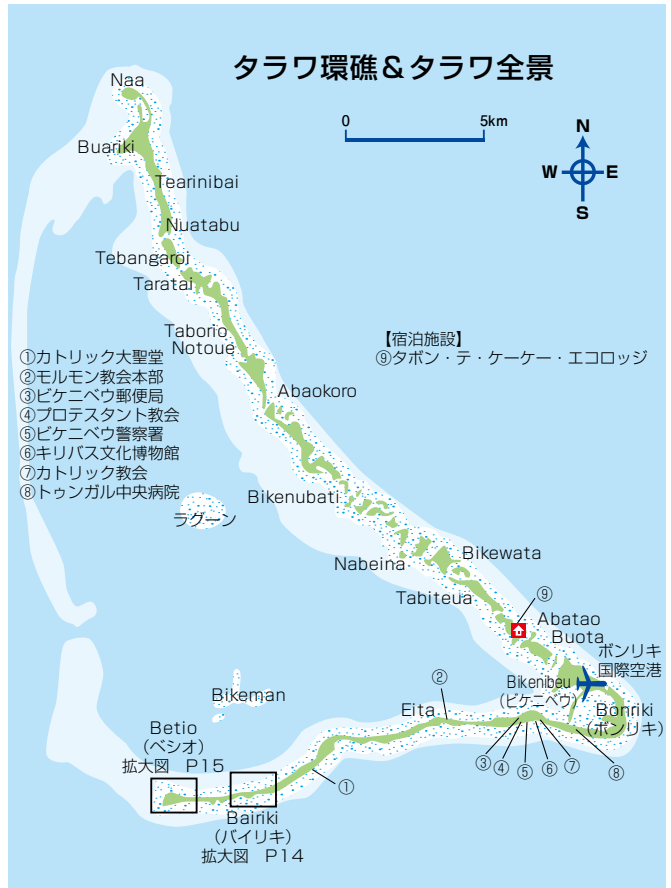 タラワ環礁＆タラワ全景
0 5km
N
W E
S
Naa
Buariki
Tearinibai
Nuatabu
Tebangaroi
Taratai
Taborio
Notoue
Abaokoro
【宿泊施設】
⑨タボン・テ・ケーケー・エコロッジ
①カトリック大聖堂
②モルモン教会本部
③ビケニベウ郵便局
④プロテスタント教会
⑤ビケニベウ警察署
⑥キリバス文化博物館
⑦カトリック教会
⑧トゥンガル中央病院
Bikenubati
ラグーン
Nabeina
Bikewata
Tabiteua
⑨
Abatao
Buota
ボンリキ
国際空港
Bikenibeu
（ビケニベウ）
Bonriki
（ボンリキ）
Bikeman
Eita
②
Betio
（ベシオ）
拡大図 P15
①
③ ④ ⑤ ⑥ ⑦ ⑧
Bairiki
（バイリキ）
拡大図 P14